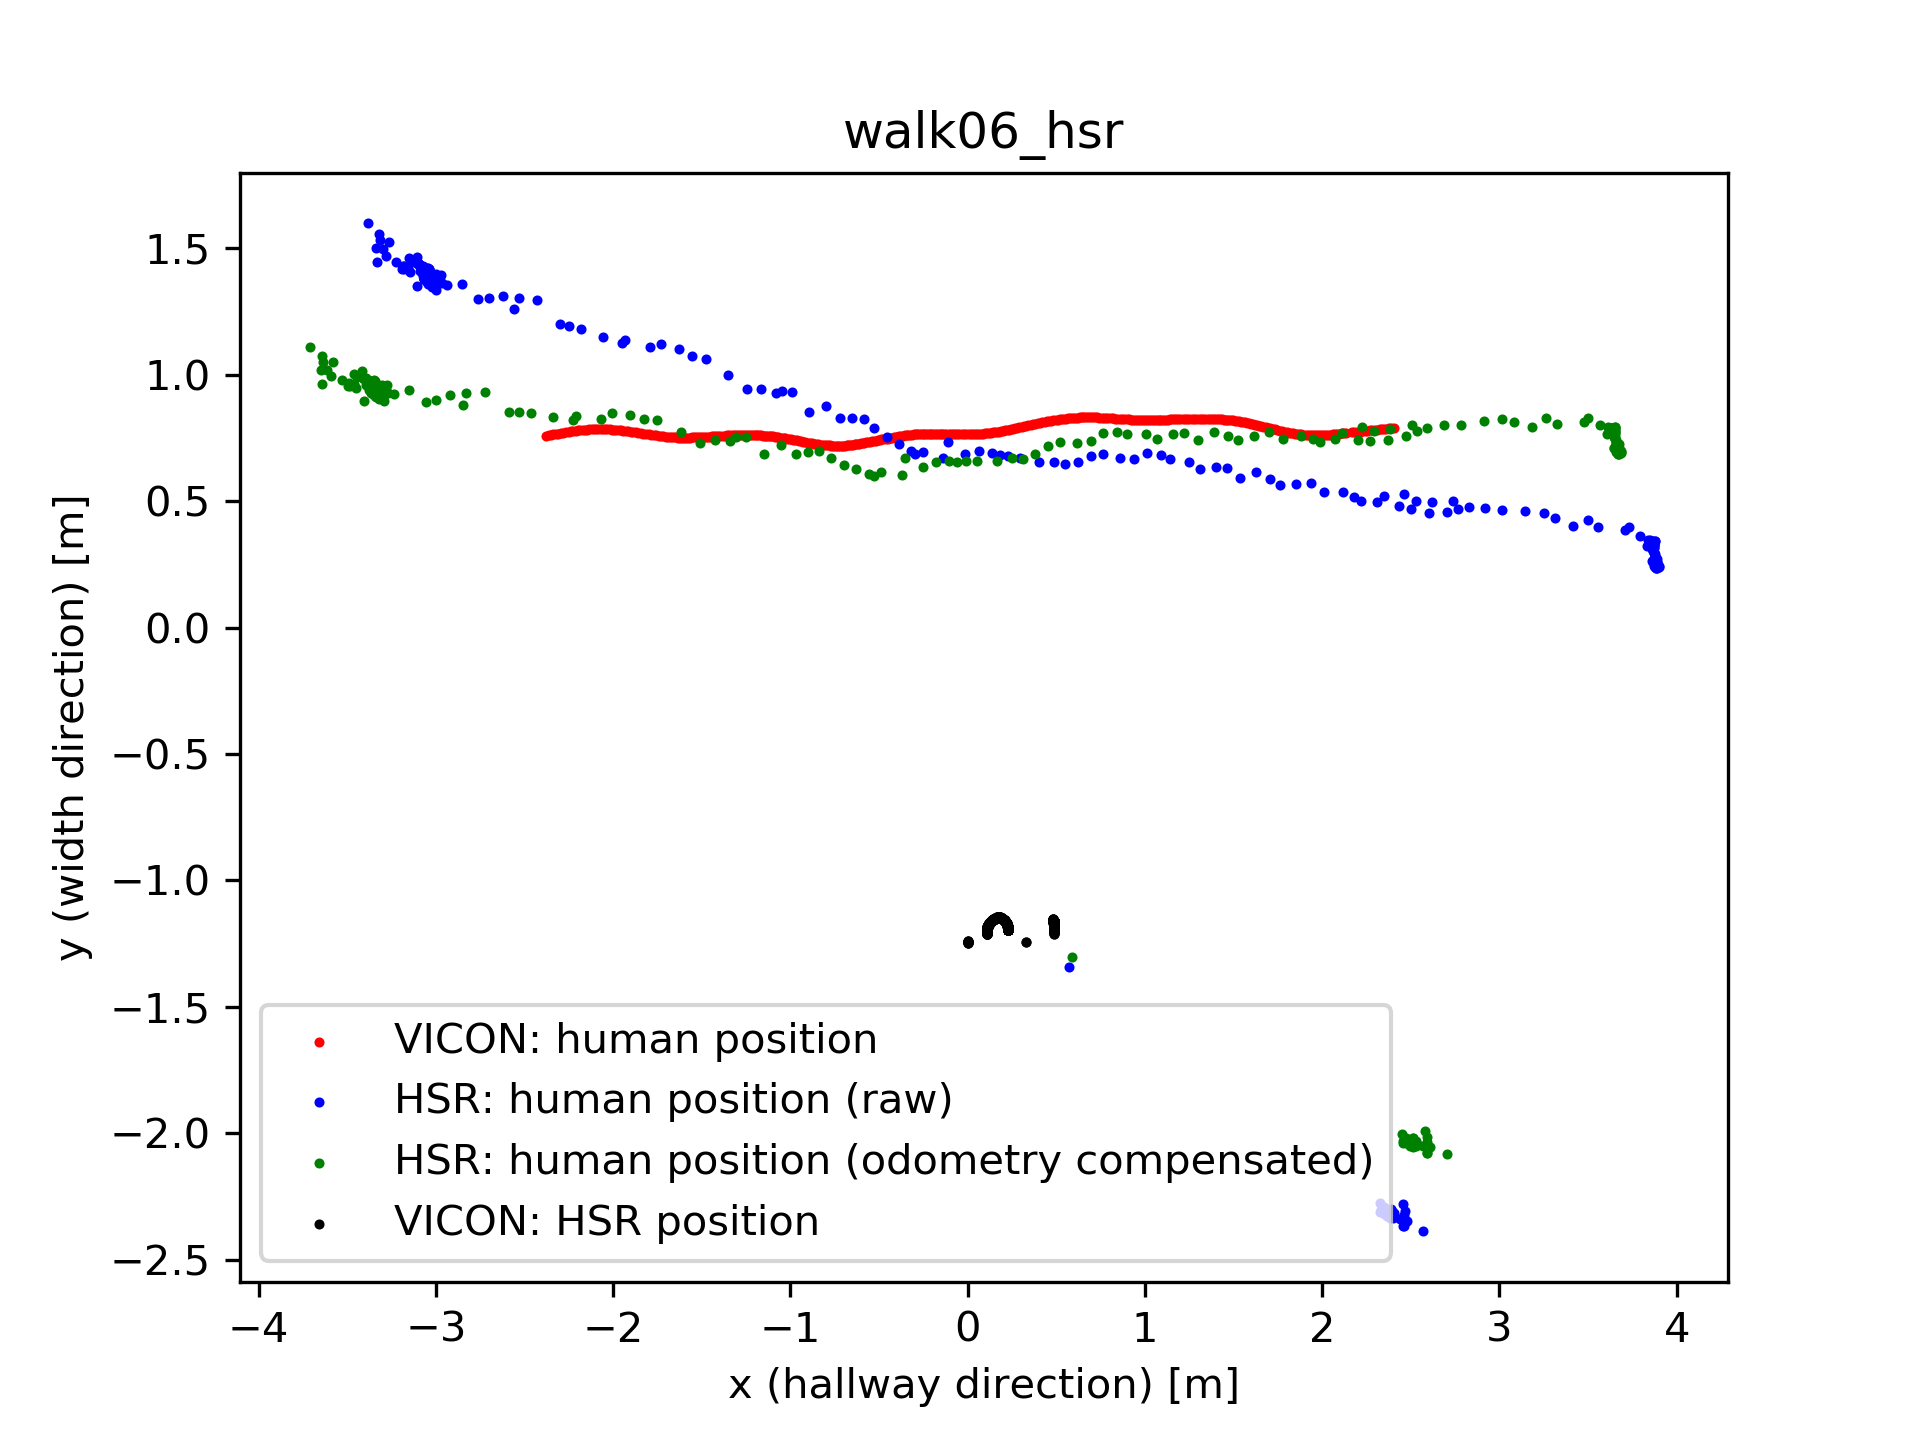 walk06_hsr
y (width direction) [m]
1.5
1.0
0.5
0.0
−0.5
−1.0
−1.5
−2.0
−2.5
VICON: human position
HSR: human position (raw)
HSR: human position (odometry compensated)
VICON: HSR position
−4 −3 −2 −1 0 1 2 3 4
x (hallway direction) [m]